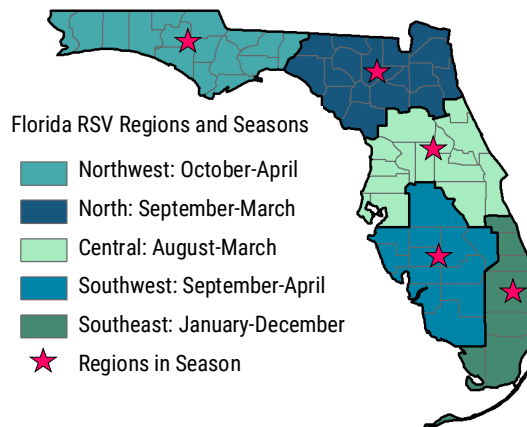 Florida RSV Regions and Seasons
Northwest: October-April
North: September-March
Central: August-March
Southwest: September-April
Southeast: January-December
Regions in Season